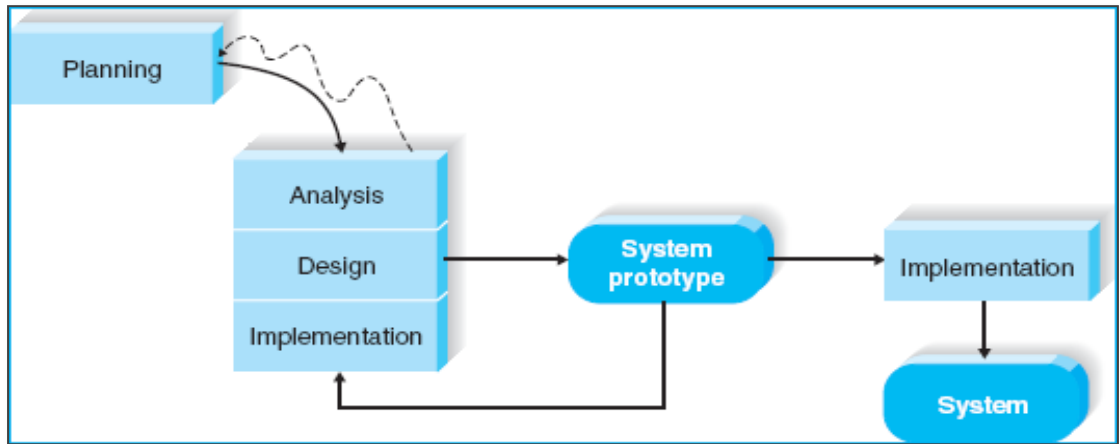 Planning
Analysis
Design
Implementation
System
prototype
Implementation
System